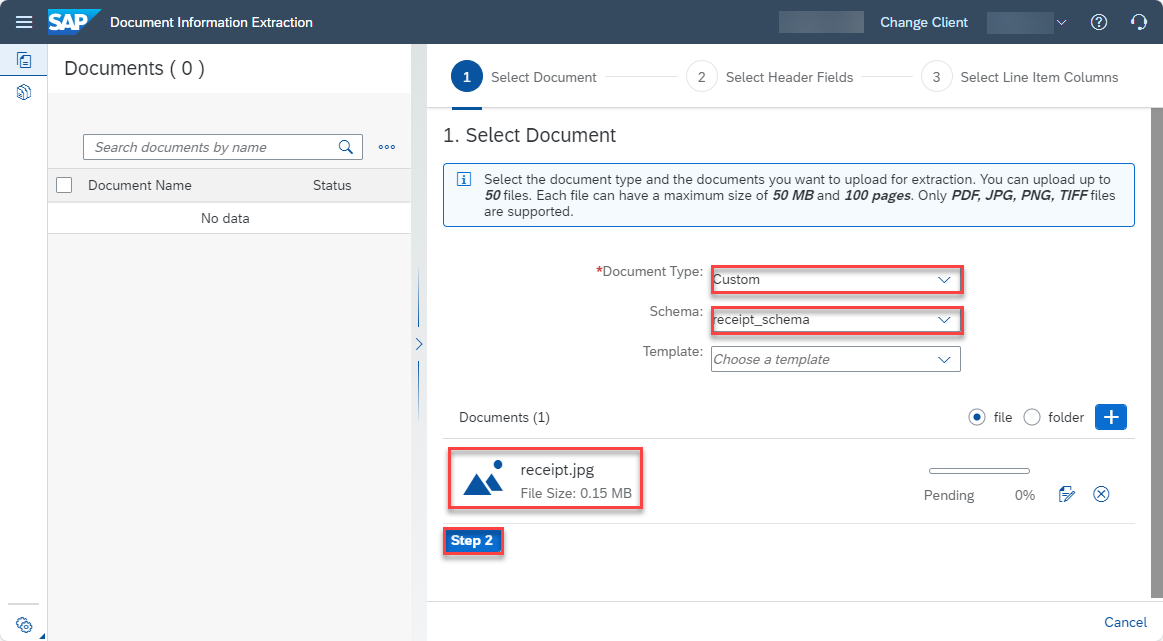 SAP Document Information Extraction
Change Client
Documents ( 0 )
Search documents by name
Document Name Status
No data
1 Select Document 2 Select Header Fields 3 Select Line Item Columns
1. Select Document
Select the document type and the documents you want to upload for extraction. You can upload up to
50 files. Each file can have a maximum size of 50 MB and 100 pages. Only PDF, JPG, PNG, TIFF files
are supported.
*Document Type: Custom
Schema: receipt_schema
Template: Choose a template
Documents (1) file folder
receipt.jpg
File Size: 0.15 MB
Pending 0%
Step 2
Cancel